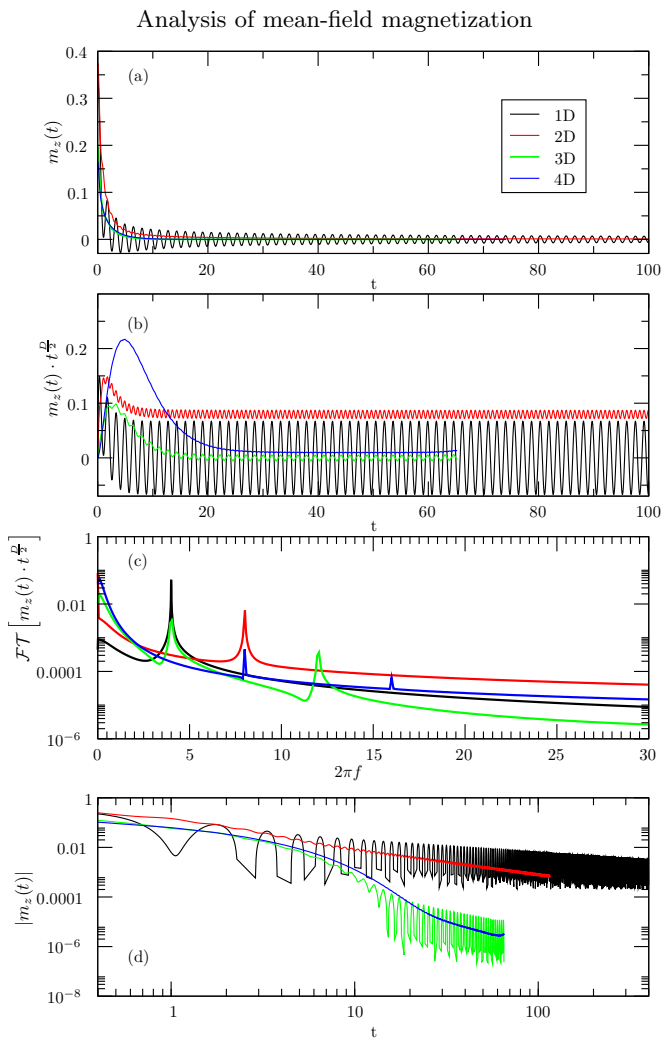 Analysis of mean-field magnetization
0.4
0.3
0.2
0.1
0
m_z(t)
(a)
1D
2D
3D
4D
0 20 40 60 80 100
t
0.2
0.1
0
m_z(t) · t^{D/2}
(b)
0 20 40 60 80 100
t
1
0.01
0.0001
10^{-6}
\mathcal{FT}[m_z(t) · t^{D/2}]
(c)
0 5 10 15 20 25 30
2πf
1
0.01
0.0001
10^{-6}
10^{-8}
|m_z(t)|
(d)
1 10 100
t